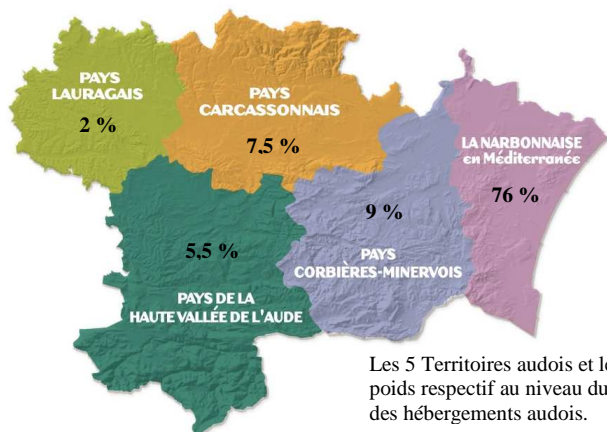 PAYS
LAURAGAIS
2 %
PAYS
CARCASSONNAIS
7,5 %
LA NARBONNAISE
en Méditerranée
76 %
9 %
PAYS
CORBIÈRES-MINERVOIS
5,5 %
PAYS DE LA
HAUTE VALLÉE DE L'AUDE
Les 5 Territoires audois et le
poids respectif au niveau du
des hébergements audois.